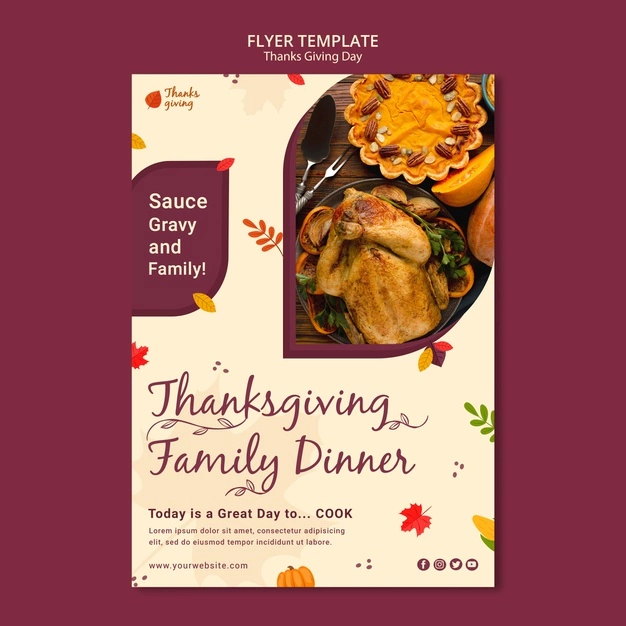 FLYER TEMPLATE
Thanks Giving Day
Thanks
giving
Sauce
Gravy
and
Family!
Thanksgiving
Family Dinner
Today is a Great Day to... COOK
Lorem ipsum dolor sit amet, consectetur adipisicing
elit, sed do eiusmod tempor incididunt ut labore.
www.yourwebsite.com